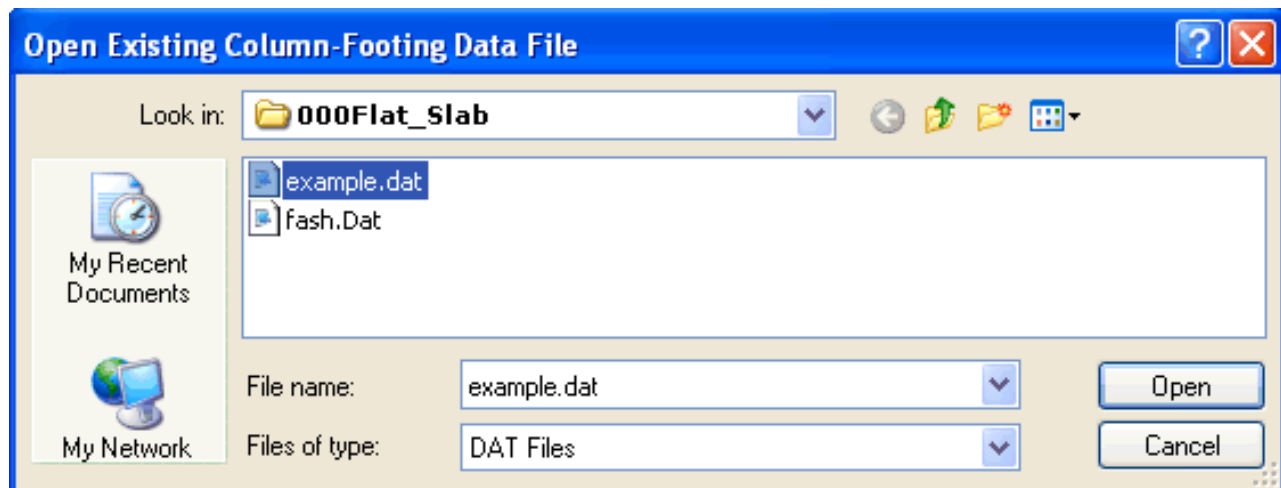 Open Existing Column-Footing Data File
Look in: 000Flat_Slab
example.dat
fash.Dat
My Recent
Documents
My Network
File name: example.dat Open
Files of type: DAT Files Cancel